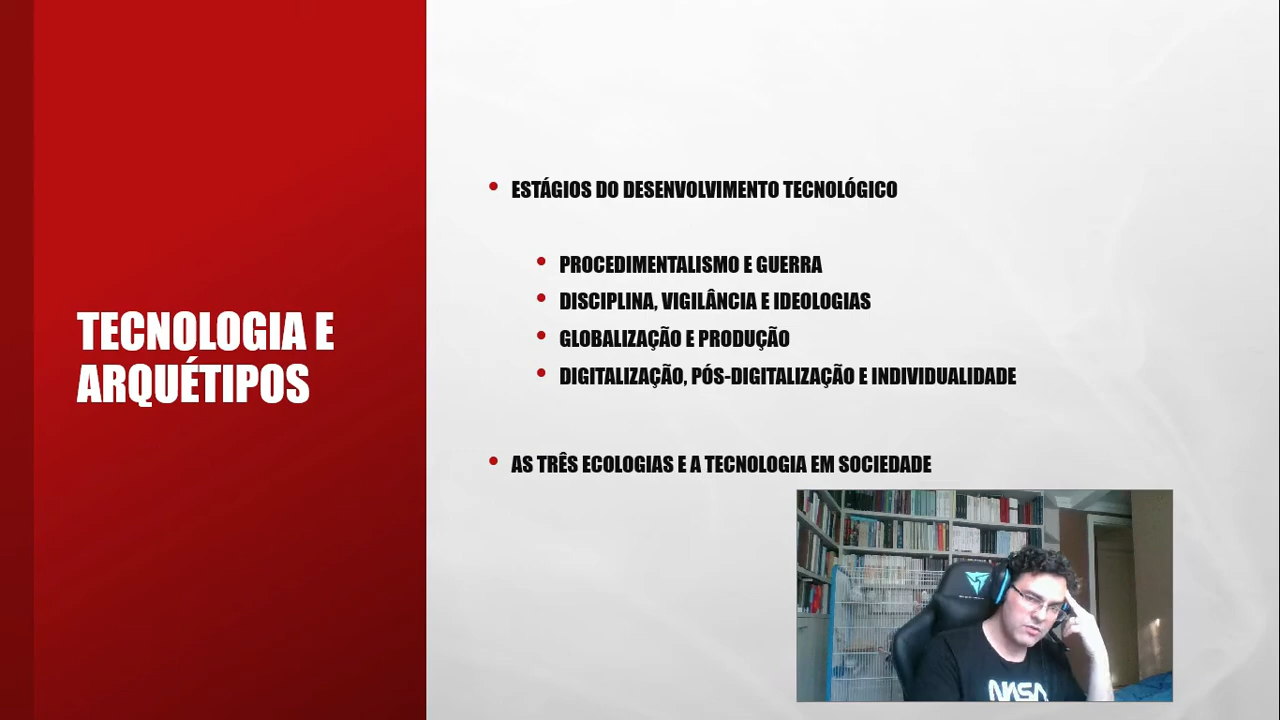 TECNOLOGIA E
ARQUÉTIPOS
• ESTÁGIOS DO DESENVOLVIMENTO TECNOLÓGICO
• PROCEDIMENTALISMO E GUERRA
• DISCIPLINA, VIGILÂNCIA E IDEOLOGIAS
• GLOBALIZAÇÃO E PRODUÇÃO
• DIGITALIZAÇÃO, PÓS-DIGITALIZAÇÃO E INDIVIDUALIDADE
• AS TRÊS ECOLOGIAS E A TECNOLOGIA EM SOCIEDADE
NASA